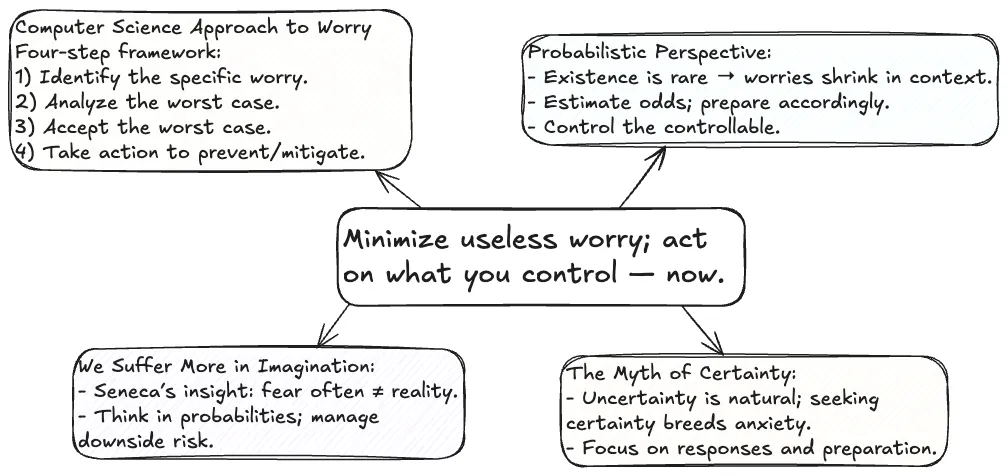 Computer Science Approach to Worry
Four-step framework:
1) Identify the specific worry.
2) Analyze the worst case.
3) Accept the worst case.
4) Take action to prevent/mitigate.
Probabilistic Perspective:
- Existence is rare → worries shrink in context.
- Estimate odds; prepare accordingly.
- Control the controllable.
Minimize useless worry; act
on what you control — now.
We Suffer More in Imagination:
- Seneca's insight: fear often ≠ reality.
- Think in probabilities; manage
downside risk.
The Myth of Certainty:
- Uncertainty is natural; seeking
certainty breeds anxiety.
- Focus on responses and preparation.